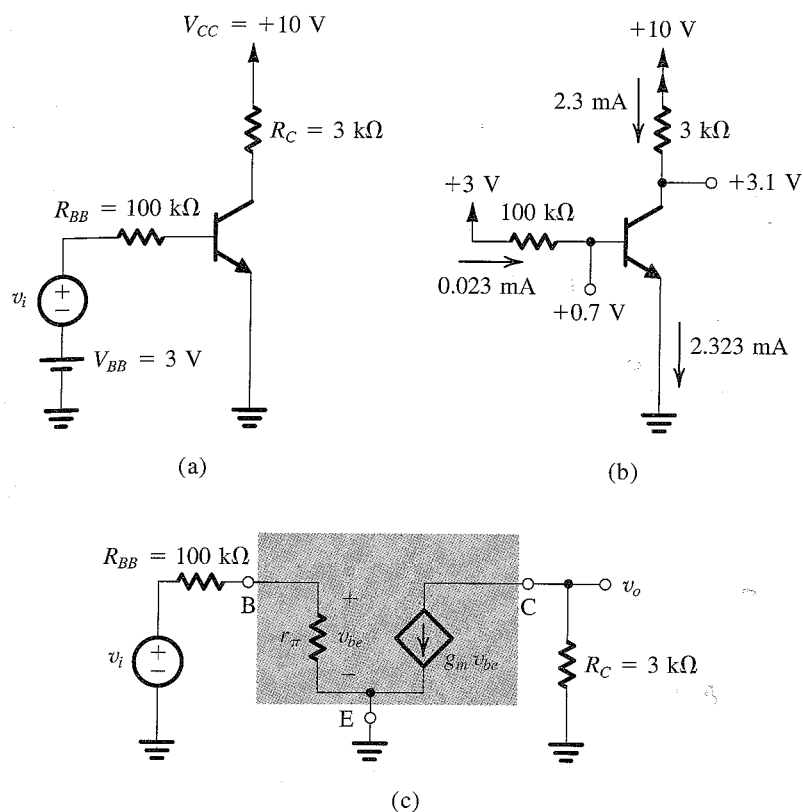 V_CC = +10 V
R_C = 3 kΩ
R_BB = 100 kΩ
v_i
+
−
V_BB = 3 V
(a)
+10 V
2.3 mA
3 kΩ
+3.1 V
+3 V
100 kΩ
0.023 mA
+0.7 V
2.323 mA
(b)
R_BB = 100 kΩ
B
C
v_o
v_i
+
−
r_π
+
v_be
−
g_m v_be
R_C = 3 kΩ
E
(c)